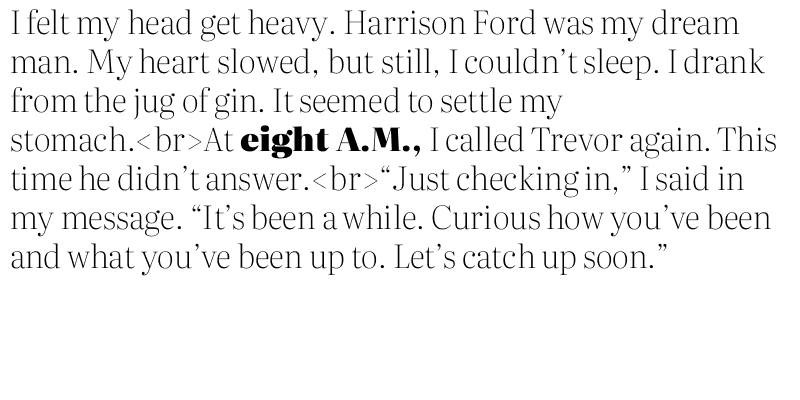 I felt my head get heavy. Harrison Ford was my dream
man. My heart slowed, but still, I couldn’t sleep. I drank
from the jug of gin. It seemed to settle my
stomach.<br>At eight A.M., I called Trevor again. This
time he didn’t answer.<br>“Just checking in,” I said in
my message. “It’s been a while. Curious how you’ve been
and what you’ve been up to. Let’s catch up soon.”